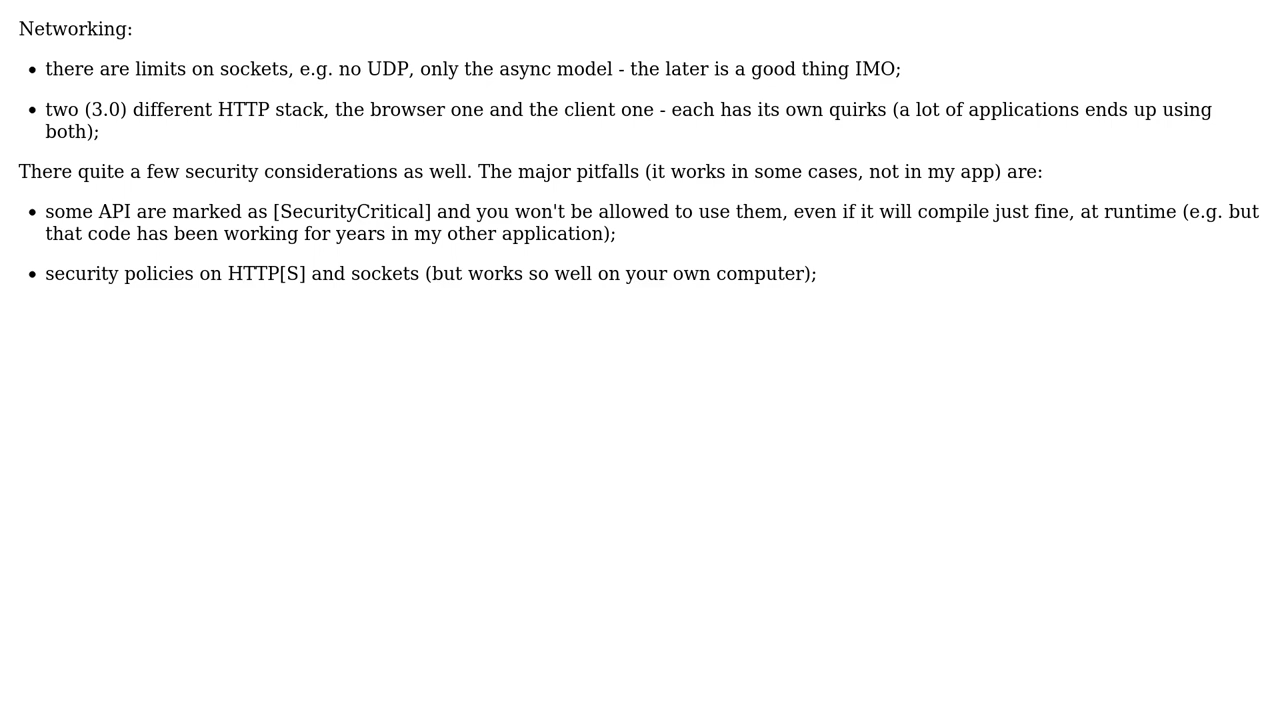 Networking:
there are limits on sockets, e.g. no UDP, only the async model - the later is a good thing IMO;
two (3.0) different HTTP stack, the browser one and the client one - each has its own quirks (a lot of applications ends up using
both);
There quite a few security considerations as well. The major pitfalls (it works in some cases, not in my app) are:
some API are marked as [SecurityCritical] and you won't be allowed to use them, even if it will compile just fine, at runtime (e.g. but
that code has been working for years in my other application);
security policies on HTTP[S] and sockets (but works so well on your own computer);